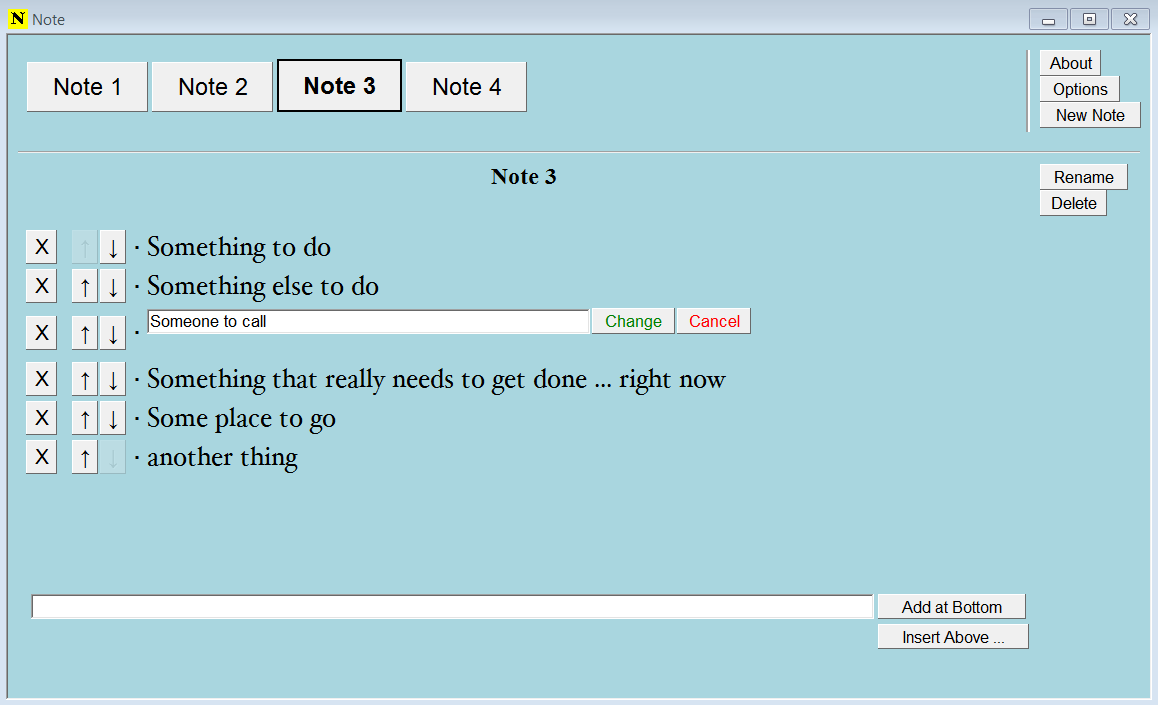 N Note
Note 1 Note 2 Note 3 Note 4
About
Options
New Note
Note 3
Rename
Delete
X ↑ ↓ · Something to do
X ↑ ↓ · Something else to do
X ↑ ↓ · Someone to call Change Cancel
X ↑ ↓ · Something that really needs to get done ... right now
X ↑ ↓ · Some place to go
X ↑ ↓ · another thing
Add at Bottom
Insert Above ...